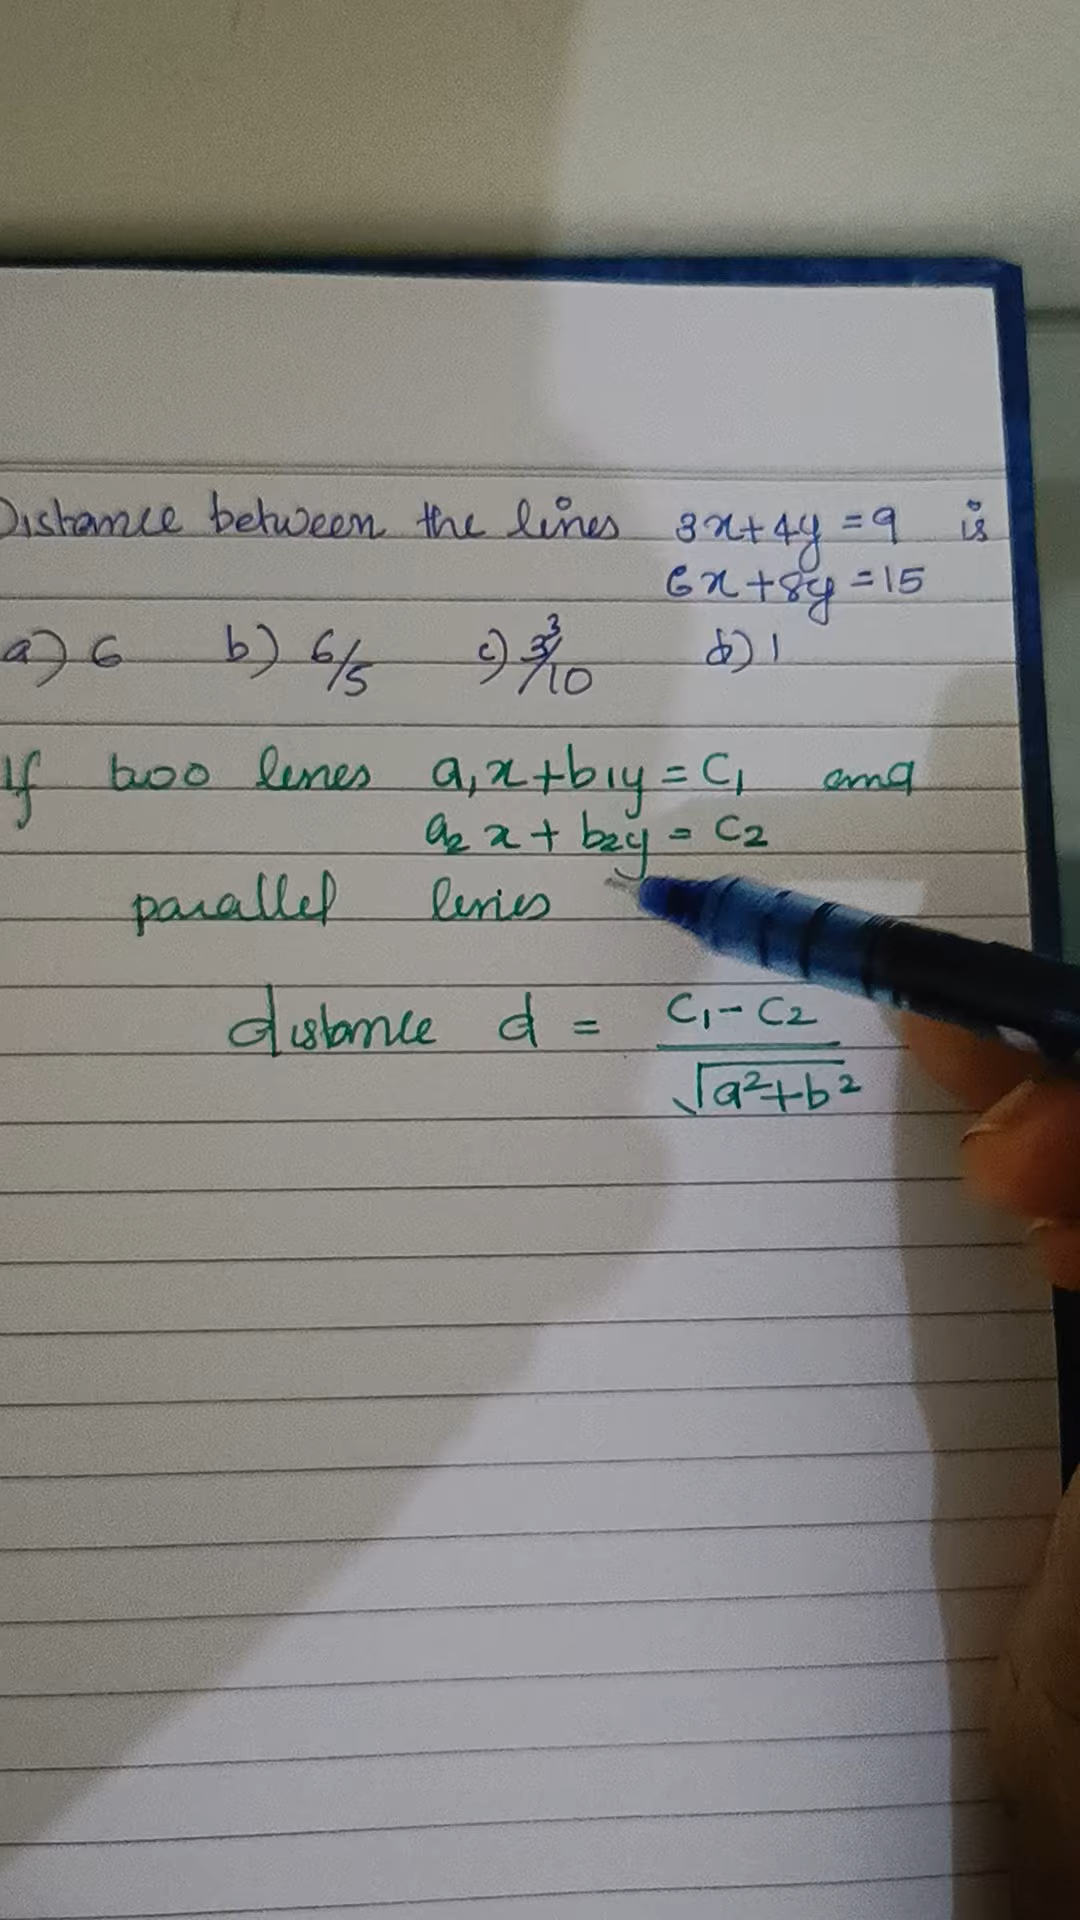 Distance between the lines 3x+4y=9 is
6x+8y=15
a) 6 b) 6/5 c) 3/10 d) 1
If two lines a1x+b1y=C1 and
a2x+b2y=C2
parallel lines
distance d = C1-C2
√a²+b²